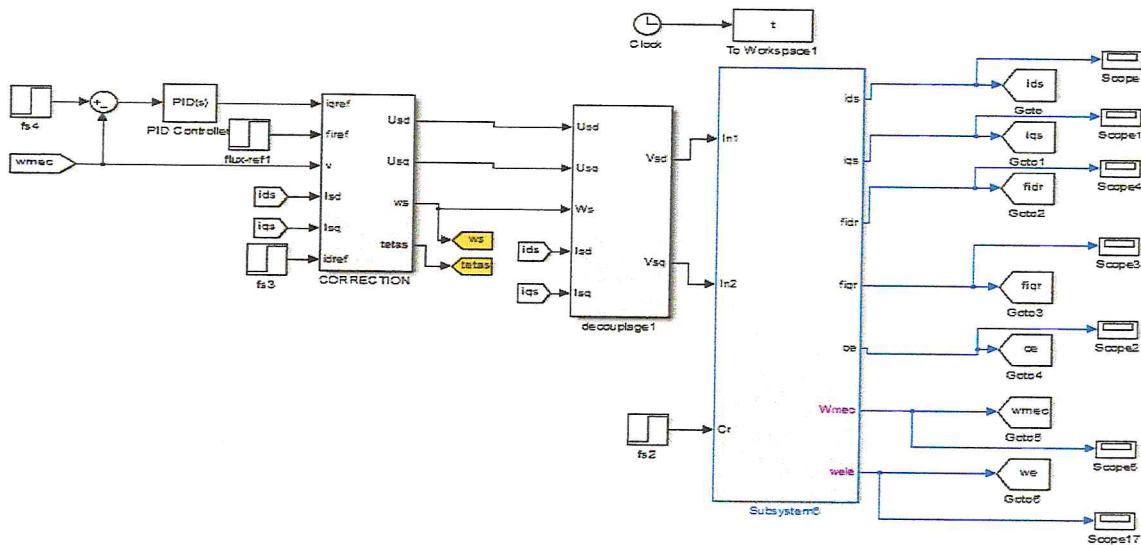 t
Clock
To Workspace1
fs4
PID(s)
PID Controller
flux-ref1
wmec
ids
iqs
fs3
iqref
firef
v
Isd
Isq
idref
Usd
Usq
ws
tetas
CORRECTION
ws
tetas
ids
iqs
Usd
Usq
Ws
Isd
Isq
Vsd
Vsq
decouplage1
fs2
In1
In2
Cr
ids
iqs
fidr
fiqr
ce
Wmec
wele
Subsystem6
ids
Goto
iqs
Goto1
fidr
Goto2
fiqr
Goto3
ce
Goto4
wmec
Goto5
we
Goto6
Scope
Scope1
Scope4
Scope3
Scope2
Scope5
Scope17